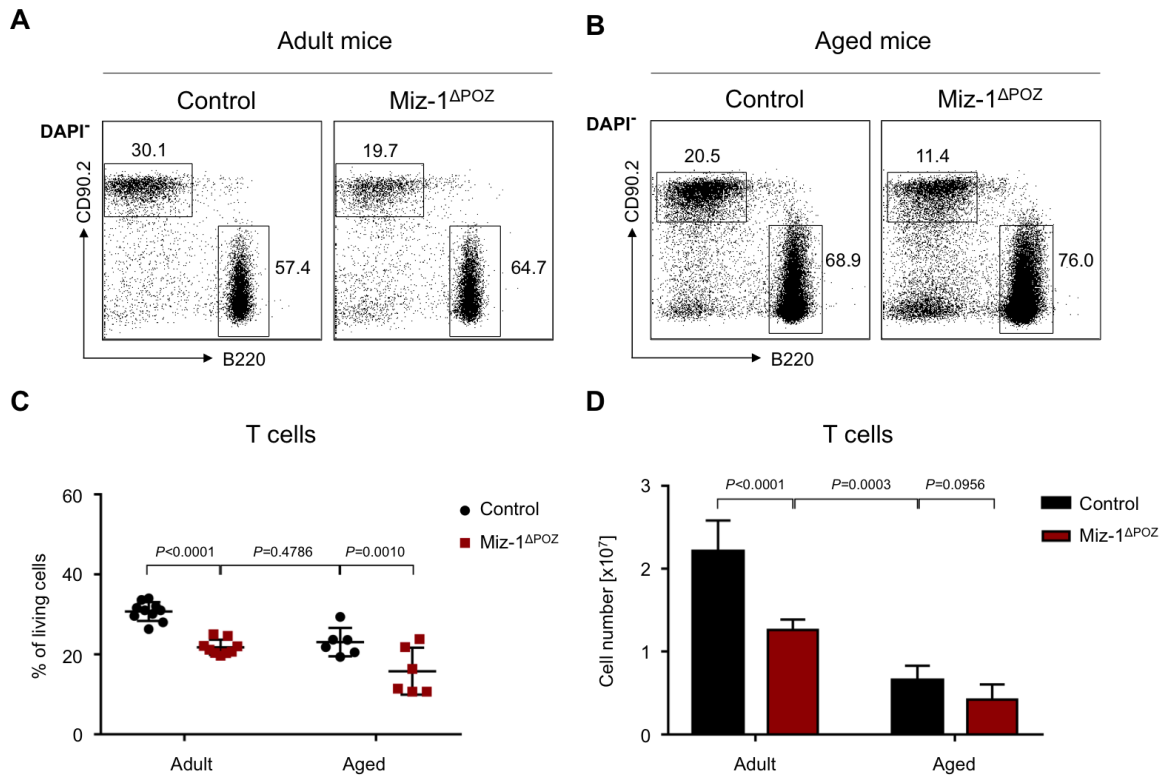 A
Adult mice
Control Miz-1ΔPOZ
DAPI-
CD90.2
30.1
57.4
19.7
64.7
B220
B
Aged mice
Control Miz-1ΔPOZ
DAPI-
CD90.2
20.5
68.9
11.4
76.0
B220
C
T cells
% of living cells
60
40
20
0
P<0.0001 P=0.4786 P=0.0010
Control
Miz-1ΔPOZ
Adult Aged
D
T cells
Cell number [x10⁷]
3
2
1
0
P<0.0001 P=0.0003 P=0.0956
Control
Miz-1ΔPOZ
Adult Aged